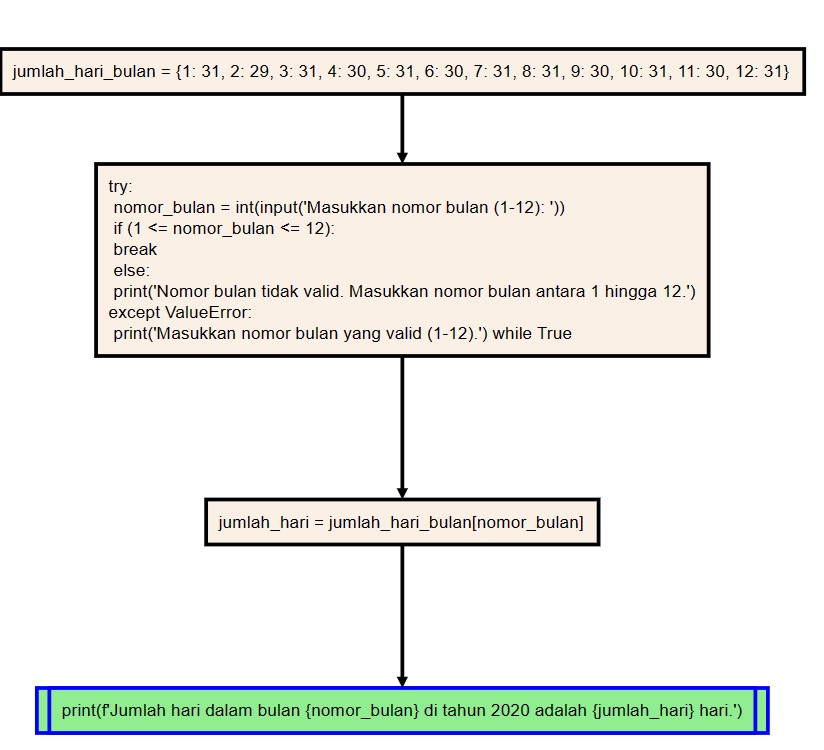 jumlah_hari_bulan = {1: 31, 2: 29, 3: 31, 4: 30, 5: 31, 6: 30, 7: 31, 8: 31, 9: 30, 10: 31, 11: 30, 12: 31}
try:
nomor_bulan = int(input('Masukkan nomor bulan (1-12): '))
if (1 <= nomor_bulan <= 12):
break
else:
print('Nomor bulan tidak valid. Masukkan nomor bulan antara 1 hingga 12.')
except ValueError:
print('Masukkan nomor bulan yang valid (1-12).') while True
jumlah_hari = jumlah_hari_bulan[nomor_bulan]
print(f'Jumlah hari dalam bulan {nomor_bulan} di tahun 2020 adalah {jumlah_hari} hari.')